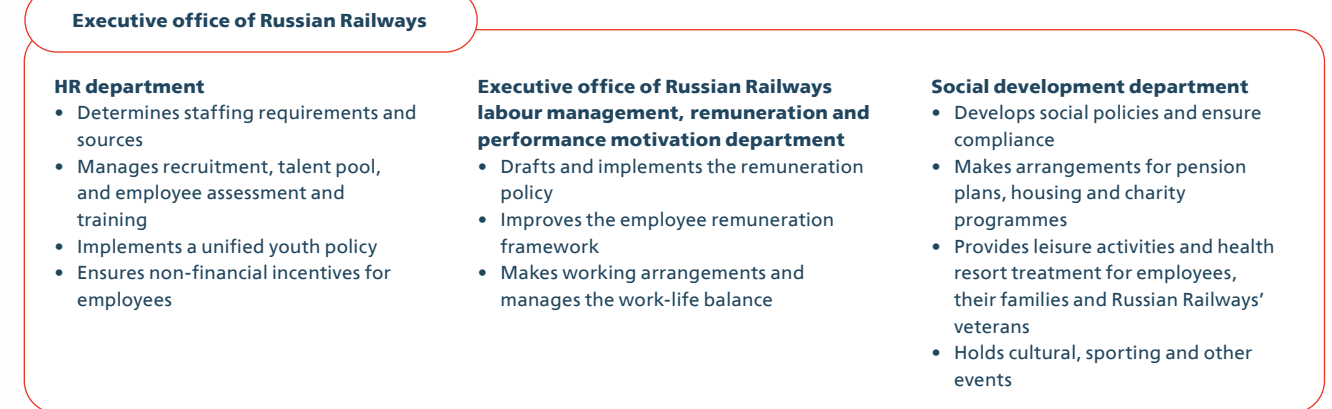 Executive office of Russian Railways
HR department
• Determines staffing requirements and
sources
• Manages recruitment, talent pool,
and employee assessment and
training
• Implements a unified youth policy
• Ensures non-financial incentives for
employees
Executive office of Russian Railways
labour management, remuneration and
performance motivation department
• Drafts and implements the remuneration
policy
• Improves the employee remuneration
framework
• Makes working arrangements and
manages the work-life balance
Social development department
• Develops social policies and ensure
compliance
• Makes arrangements for pension
plans, housing and charity
programmes
• Provides leisure activities and health
resort treatment for employees,
their families and Russian Railways’
veterans
• Holds cultural, sporting and other
events